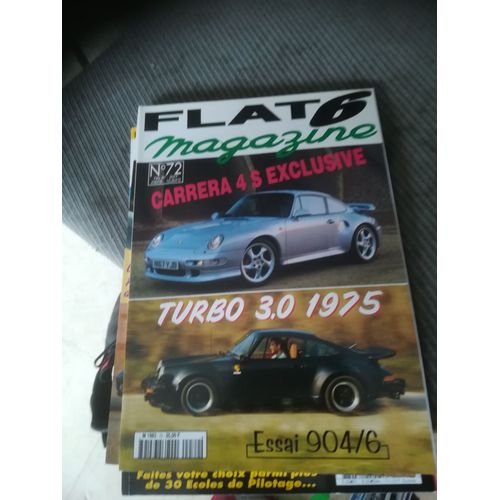 FLAT6
magazine
N°72
CARRERA 4 S EXCLUSIVE
TURBO 3.0 1975
Essai 904/6
Faites votre choix parmi plus
de 30 Ecoles de Pilotage...